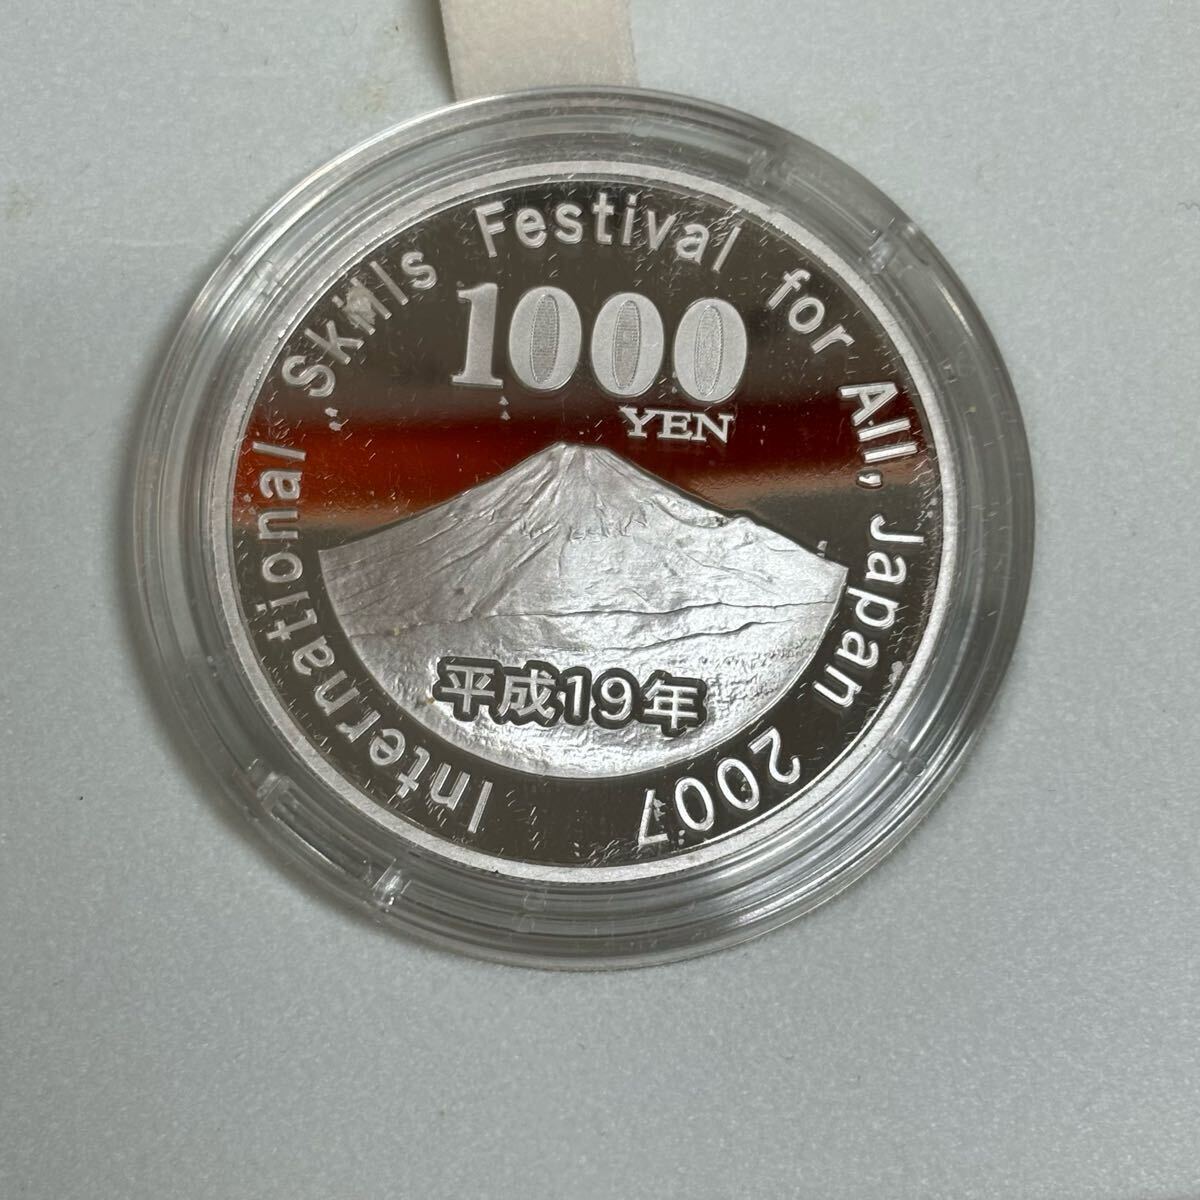 International Skills Festival for All, Japan 2007
1000
YEN
平成19年